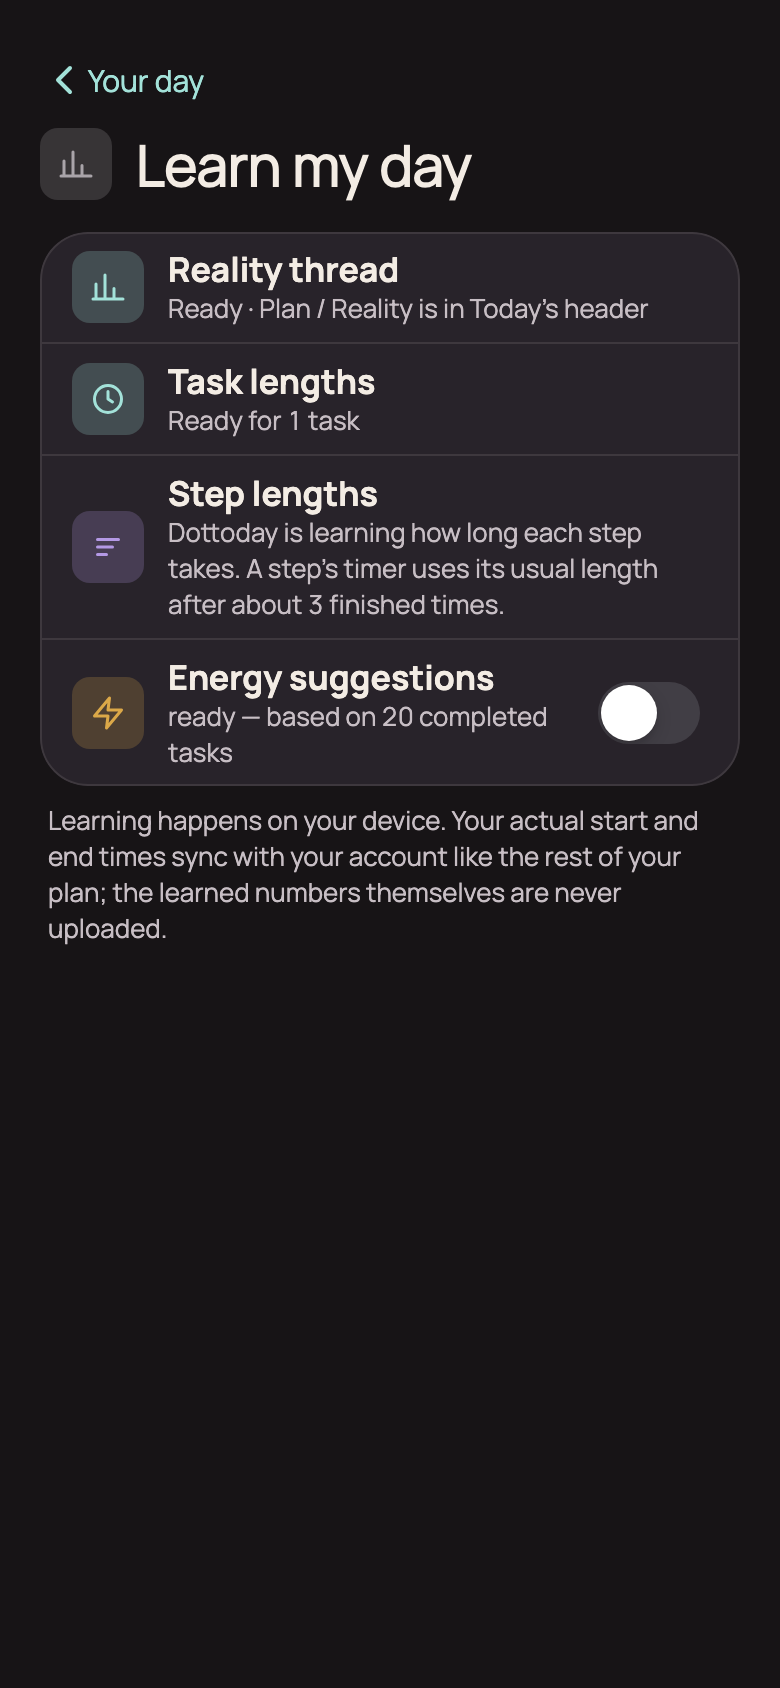 Your day
Learn my day
Reality thread
Ready · Plan / Reality is in Today’s header
Task lengths
Ready for 1 task
Step lengths
Dottoday is learning how long each step
takes. A step’s timer uses its usual length
after about 3 finished times.
Energy suggestions
ready — based on 20 completed
tasks
Learning happens on your device. Your actual start and
end times sync with your account like the rest of your
plan; the learned numbers themselves are never
uploaded.